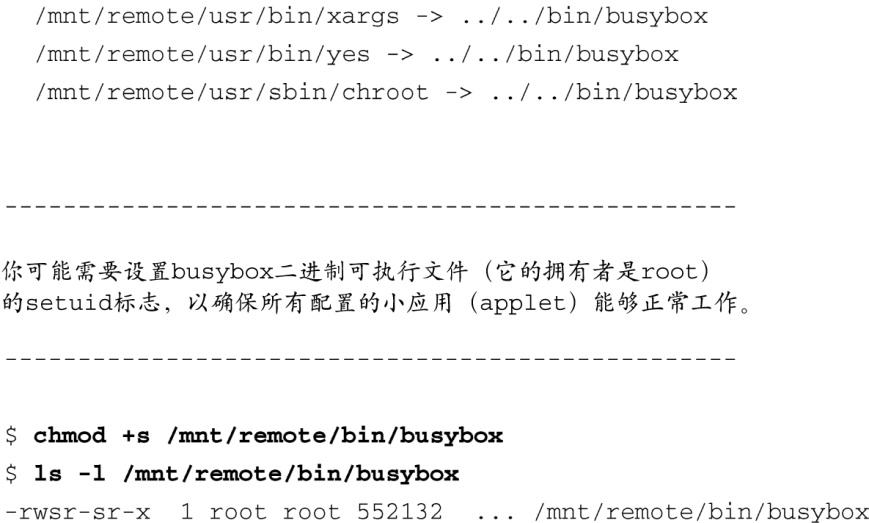 /mnt/remote/usr/bin/xargs -> ../../bin/busybox
/mnt/remote/usr/bin/yes -> ../../bin/busybox
/mnt/remote/usr/sbin/chroot -> ../../bin/busybox
--------------------------------------------------
你可能需要设置busybox二进制可执行文件（它的拥有者是root）
的setuid标志，以确保所有配置的小应用（applet）能够正常工作。
--------------------------------------------------
$ chmod +s /mnt/remote/bin/busybox
$ ls -l /mnt/remote/bin/busybox
-rwsr-sr-x  1 root root 552132  ... /mnt/remote/bin/busybox